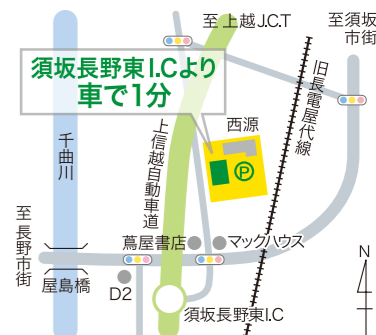 至 上越 J.C.T
至須坂
市街
須坂長野東I.Cより
車で1分
旧長電屋代線
西源
P
千曲川
上信越自動車道
至 長野
市街
蔦屋書店
マックハウス
屋島橋
D2
須坂長野東I.C
N